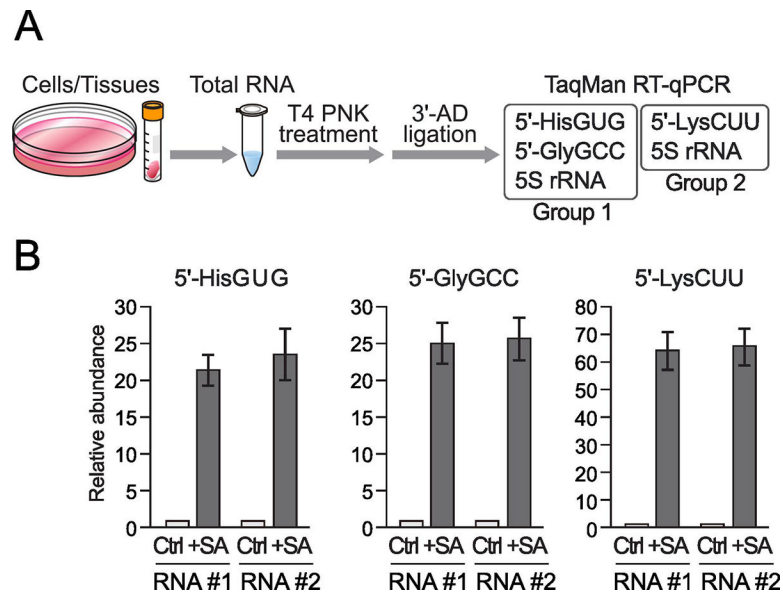 A
Cells/Tissues
Total RNA
T4 PNK
treatment
3'-AD
ligation
TaqMan RT-qPCR
5'-HisGUG
5'-GlyGCC
5S rRNA
Group 1
5'-LysCUU
5S rRNA
Group 2
B
5'-HisGUG
Relative abundance
30
25
20
15
10
5
0
Ctrl +SA Ctrl +SA
RNA #1 RNA #2
5'-GlyGCC
30
25
20
15
10
5
0
Ctrl +SA Ctrl +SA
RNA #1 RNA #2
5'-LysCUU
80
70
60
50
40
30
20
10
0
Ctrl +SA Ctrl +SA
RNA #1 RNA #2